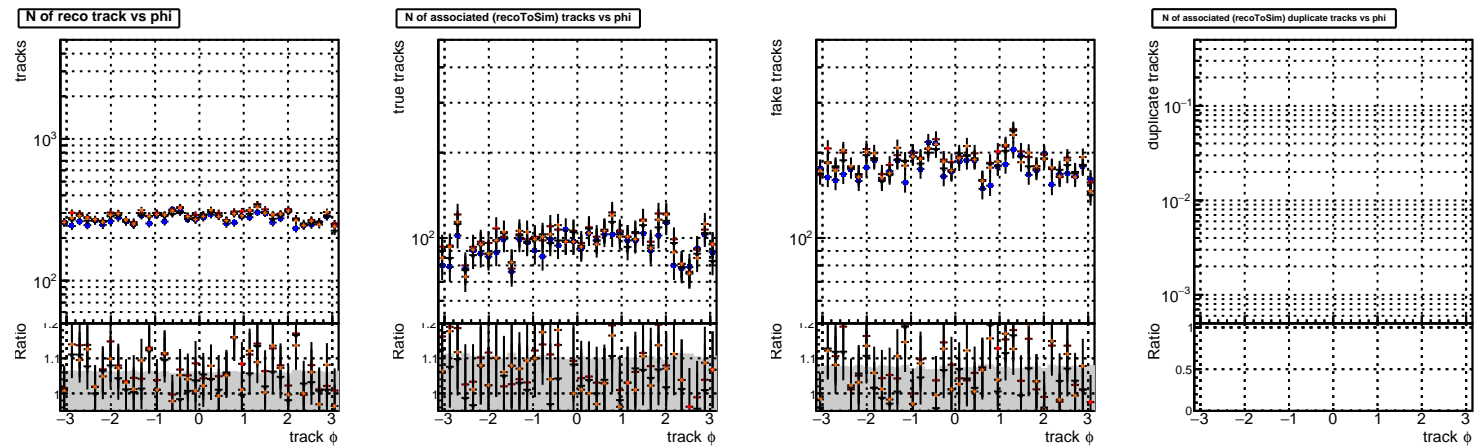 N of reco track vs phi
tracks
10³
10²
Ratio
1.2
1.1
1
−3 −2 −1 0 1 2 3
track ϕ
N of associated (recoToSim) tracks vs phi
true tracks
10²
Ratio
1.2
1.1
1
−3 −2 −1 0 1 2 3
track ϕ
fake tracks
10²
Ratio
1.2
1.1
1
−3 −2 −1 0 1 2 3
track ϕ
N of associated (recoToSim) duplicate tracks vs phi
duplicate tracks
10⁻¹
10⁻²
10⁻³
Ratio
1
0.5
0
−3 −2 −1 0 1 2 3
track ϕ